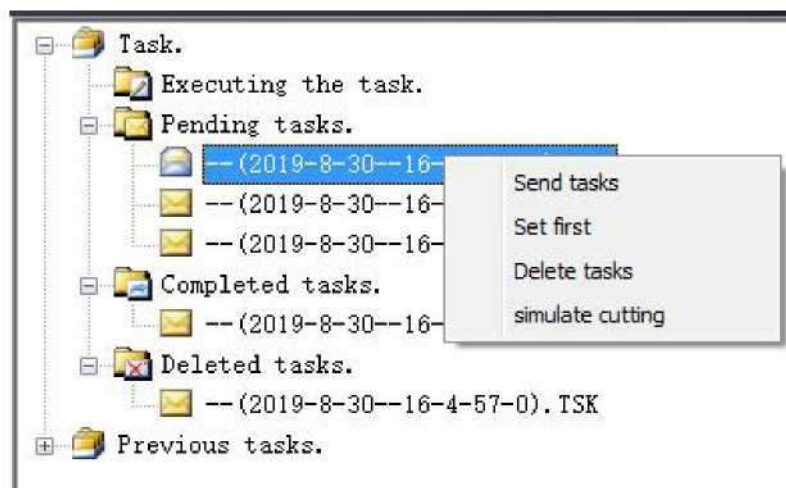 Task.
Executing the task.
Pending tasks.
--(2019-8-30--16-
Send tasks
--(2019-8-30--16-
Set first
--(2019-8-30--16-
Delete tasks
Completed tasks.
simulate cutting
--(2019-8-30--16-
Deleted tasks.
--(2019-8-30--16-4-57-0).TSK
Previous tasks.